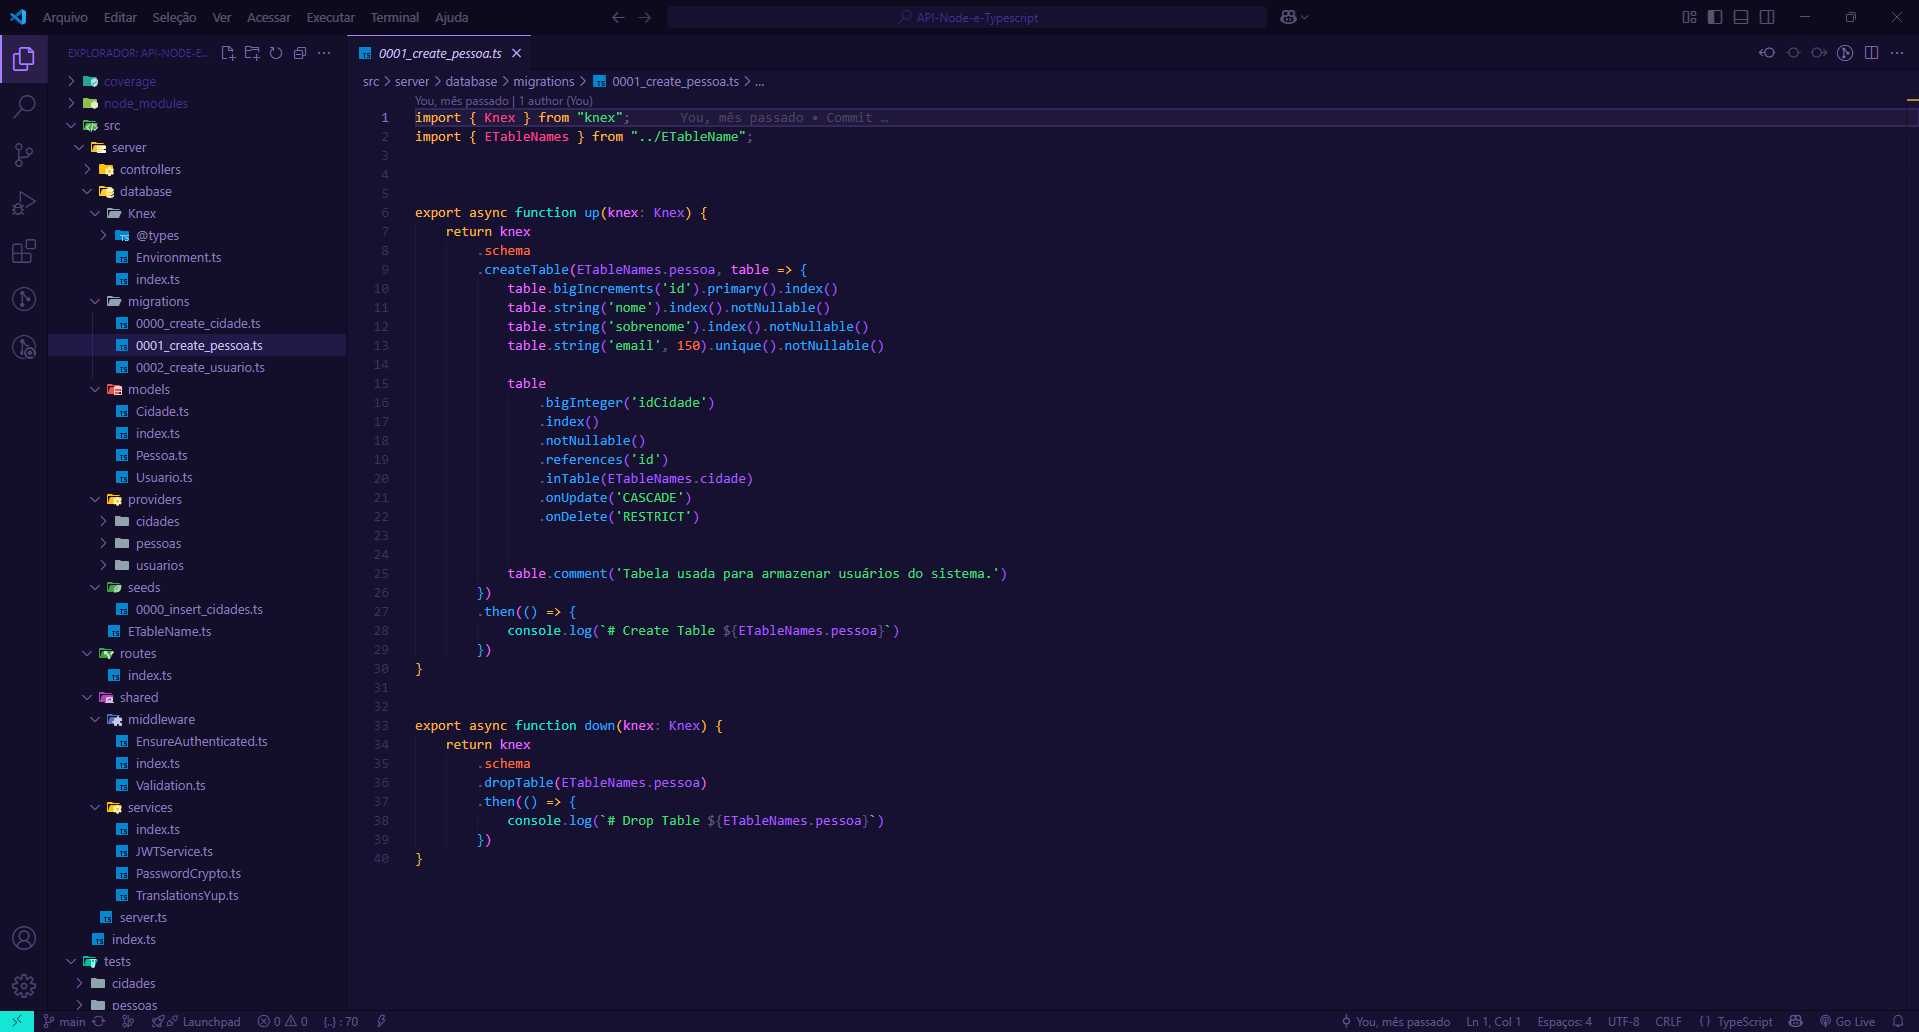 Arquivo Editar Seleção Ver Acessar Executar Terminal Ajuda
API-Node-e-Typescript
EXPLORADOR: API-NODE-E...
coverage
node_modules
src
server
controllers
database
Knex
@types
Environment.ts
index.ts
migrations
0000_create_cidade.ts
0001_create_pessoa.ts
0002_create_usuario.ts
models
Cidade.ts
index.ts
Pessoa.ts
Usuario.ts
providers
cidades
pessoas
usuarios
seeds
0000_insert_cidades.ts
ETableName.ts
routes
index.ts
shared
middleware
EnsureAuthenticated.ts
index.ts
Validation.ts
services
index.ts
JWTService.ts
PasswordCrypto.ts
TranslationsYup.ts
server.ts
index.ts
tests
cidades
pessoas
0001_create_pessoa.ts
src > server > database > migrations > 0001_create_pessoa.ts > ...
You, mês passado | 1 author (You)
1 import { Knex } from "knex"; You, mês passado • Commit …
2 import { ETableNames } from "../ETableName";
3
4
5
6 export async function up(knex: Knex) {
7 return knex
8 .schema
9 .createTable(ETableNames.pessoa, table => {
10 table.bigIncrements('id').primary().index()
11 table.string('nome').index().notNullable()
12 table.string('sobrenome').index().notNullable()
13 table.string('email', 150).unique().notNullable()
14
15 table
16 .bigInteger('idCidade')
17 .index()
18 .notNullable()
19 .references('id')
20 .inTable(ETableNames.cidade)
21 .onUpdate('CASCADE')
22 .onDelete('RESTRICT')
23
24
25 table.comment('Tabela usada para armazenar usuários do sistema.')
26 })
27 .then(() => {
28 console.log(`# Create Table ${ETableNames.pessoa}`)
29 })
30 }
31
32
33 export async function down(knex: Knex) {
34 return knex
35 .schema
36 .dropTable(ETableNames.pessoa)
37 .then(() => {
38 console.log(`# Drop Table ${ETableNames.pessoa}`)
39 })
40 }
main Launchpad 0 0 {..} : 70 You, mês passado Ln 1, Col 1 Espaços: 4 UTF-8 CRLF { } TypeScript Go Live